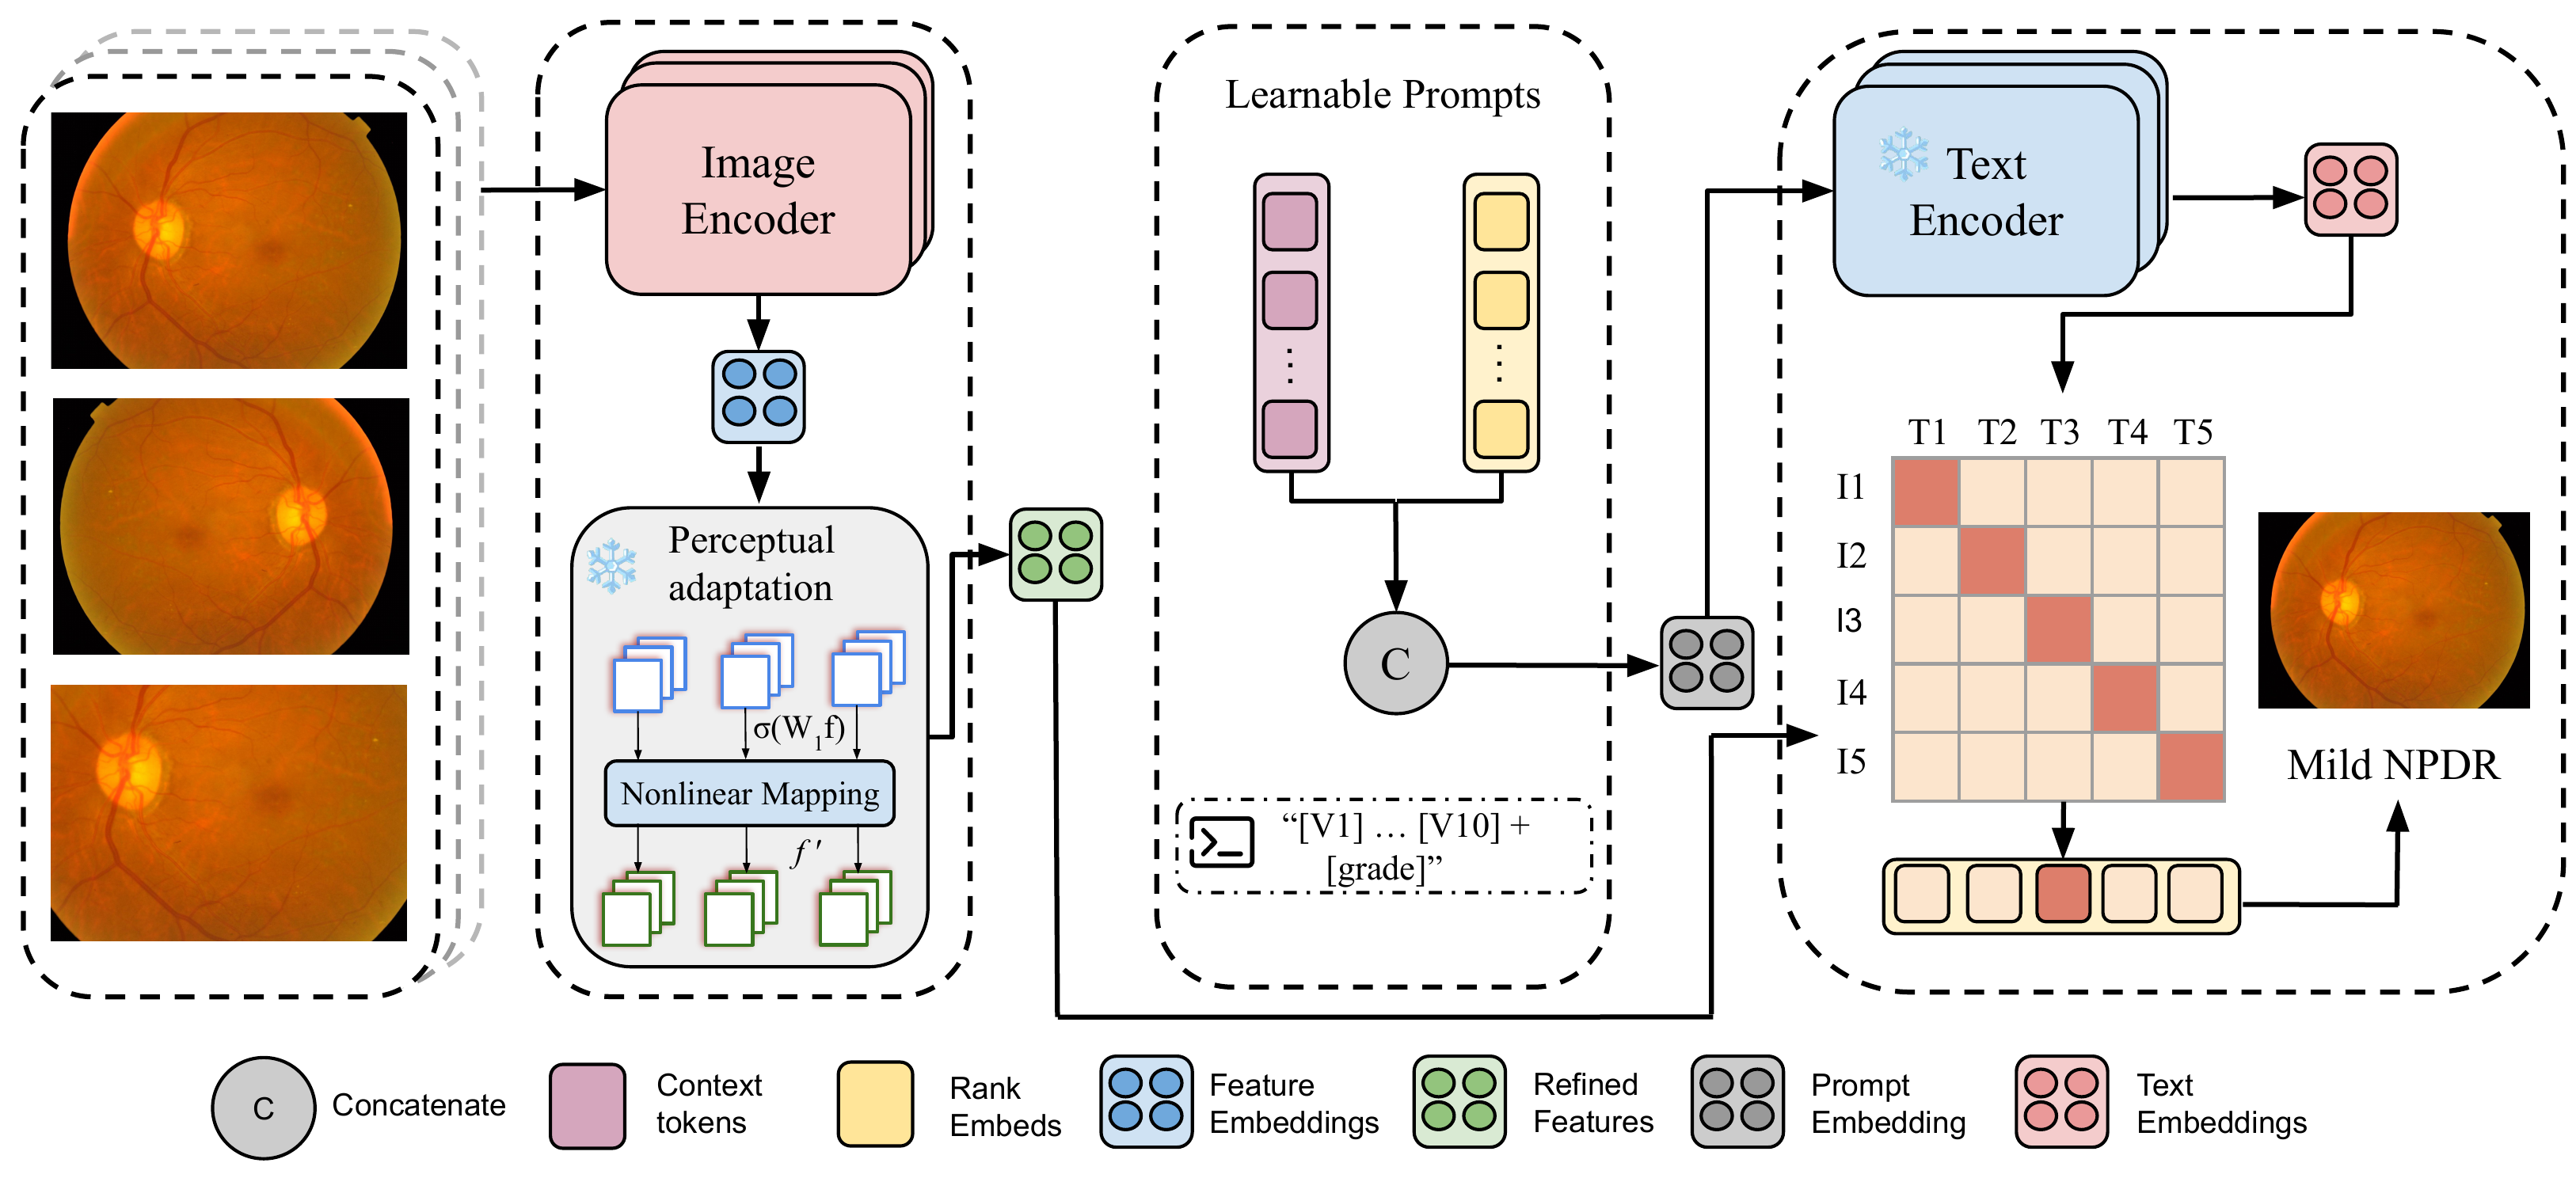 Image
Encoder
Perceptual
adaptation
σ(W₁f)
Nonlinear Mapping
f ′
Learnable Prompts
C
“[V1] … [V10] +
[grade]”
Text
Encoder
T1 T2 T3 T4 T5
I1
I2
I3
I4
I5
Mild NPDR
C
Concatenate
Context
tokens
Rank
Embeds
Feature
Embeddings
Refined
Features
Prompt
Embedding
Text
Embeddings